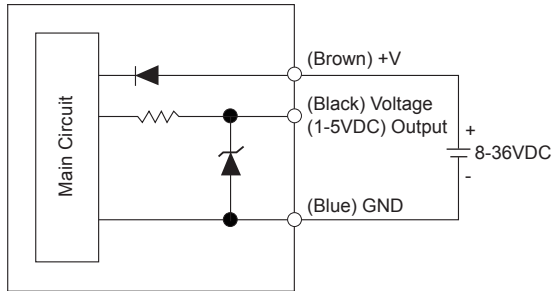 Main Circuit
(Brown) +V
(Black) Voltage
(1-5VDC) Output
+
8-36VDC
-
(Blue) GND